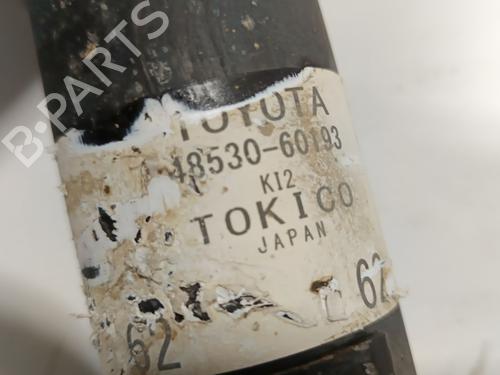 B-PARTS
TOYOTA
48530-60193
KI2
TOKICO
JAPAN
62
62